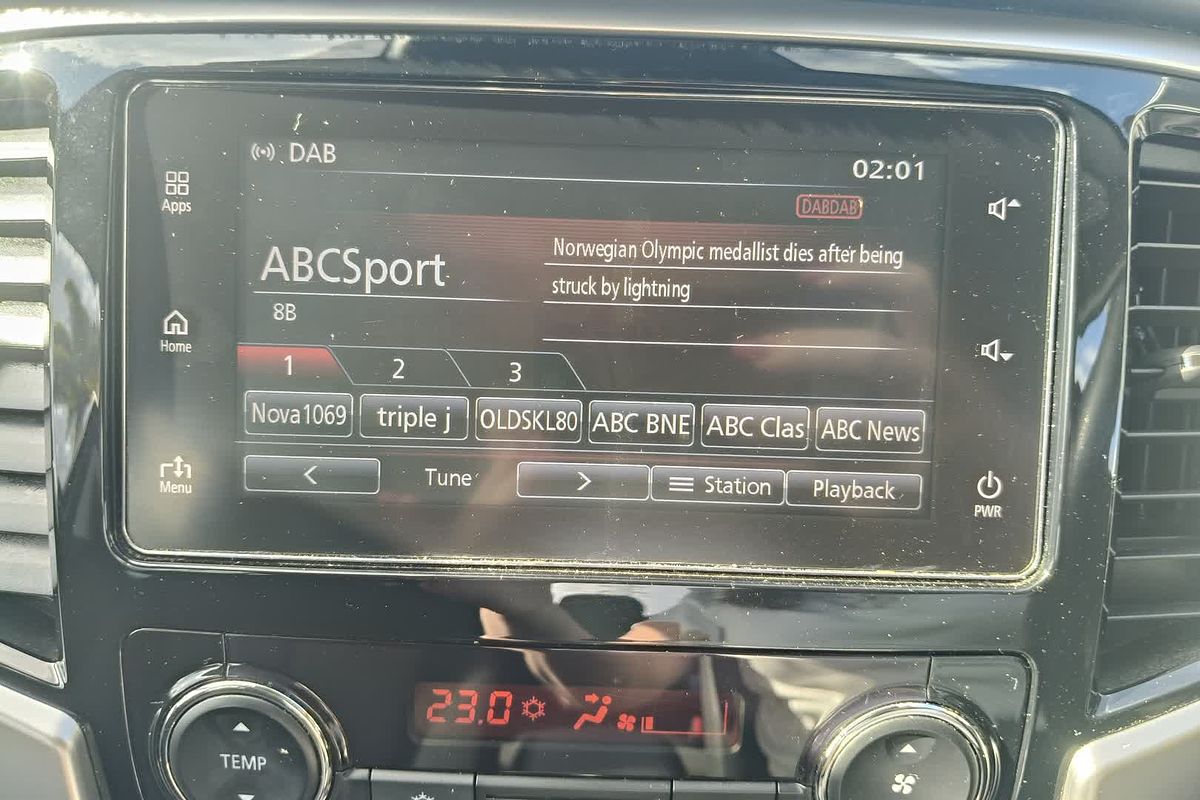 DAB
02:01
Apps
DABDAB
ABCSport
Norwegian Olympic medallist dies after being
struck by lightning
8B
Home
1 2 3
Nova1069 triple j OLDSKL80 ABC BNE ABC Clas ABC News
Menu
< Tune > Station Playback
PWR
23.0
TEMP